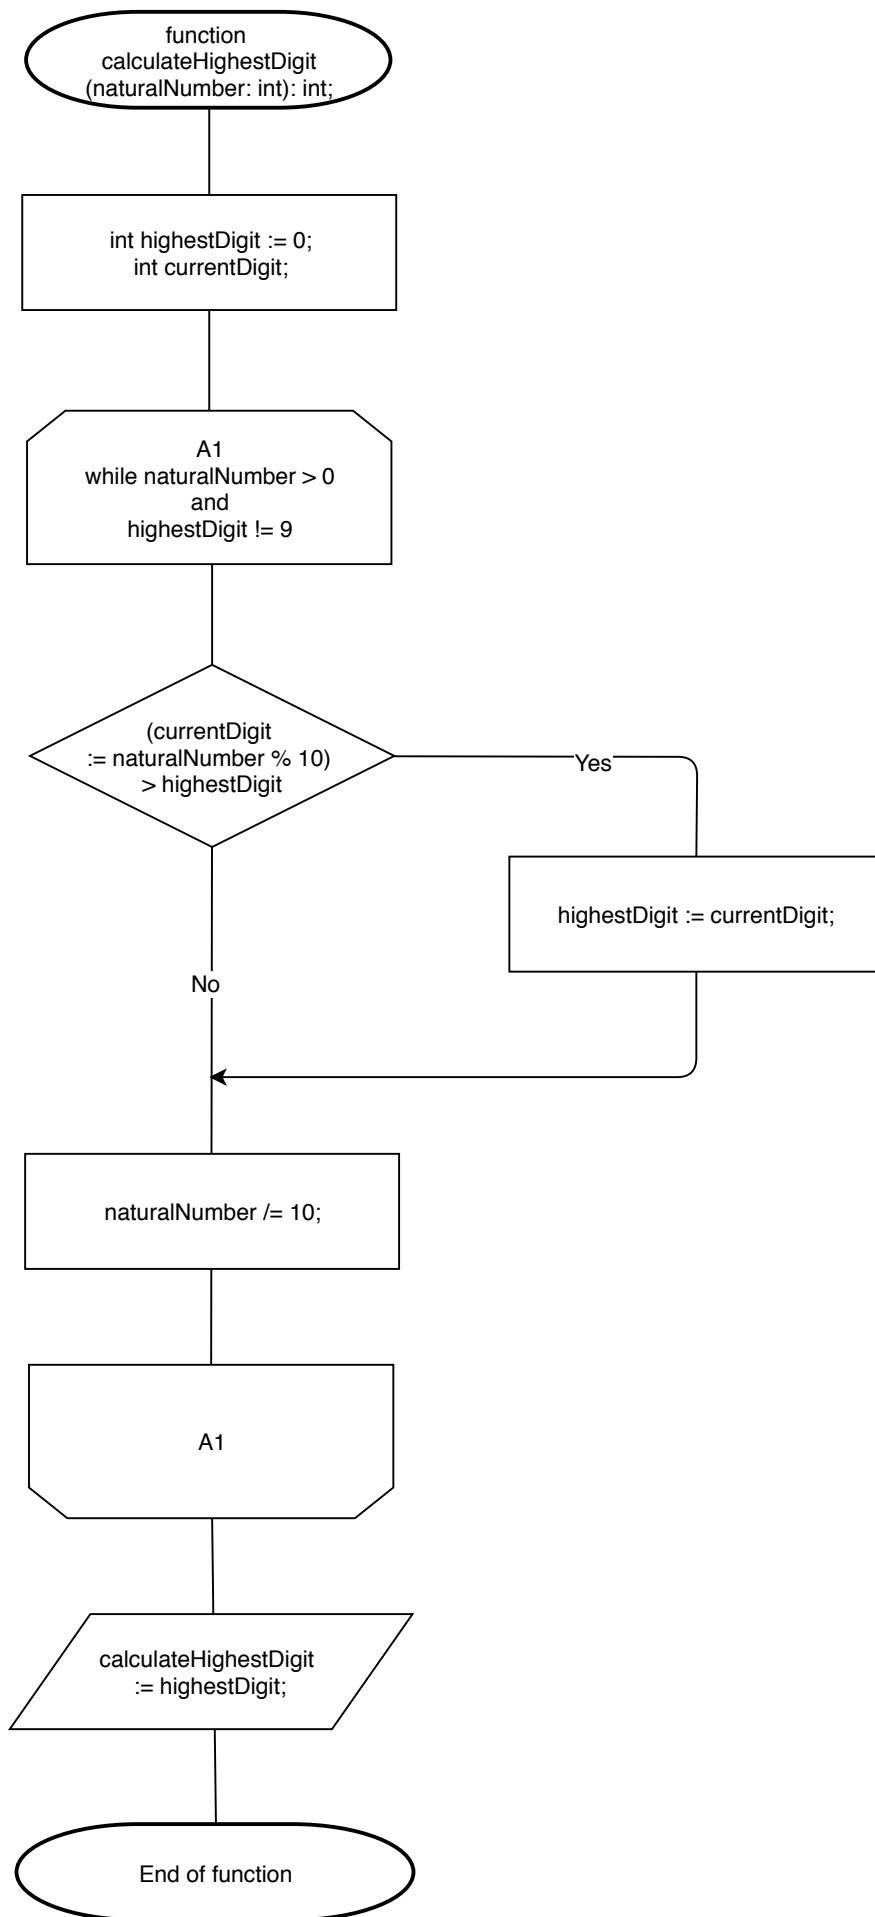 function
calculateHighestDigit
(naturalNumber: int): int;
int highestDigit := 0;
int currentDigit;
A1
while naturalNumber > 0
and
highestDigit != 9
(currentDigit
:= naturalNumber % 10)
> highestDigit
Yes
highestDigit := currentDigit;
No
naturalNumber /= 10;
A1
calculateHighestDigit
:= highestDigit;
End of function